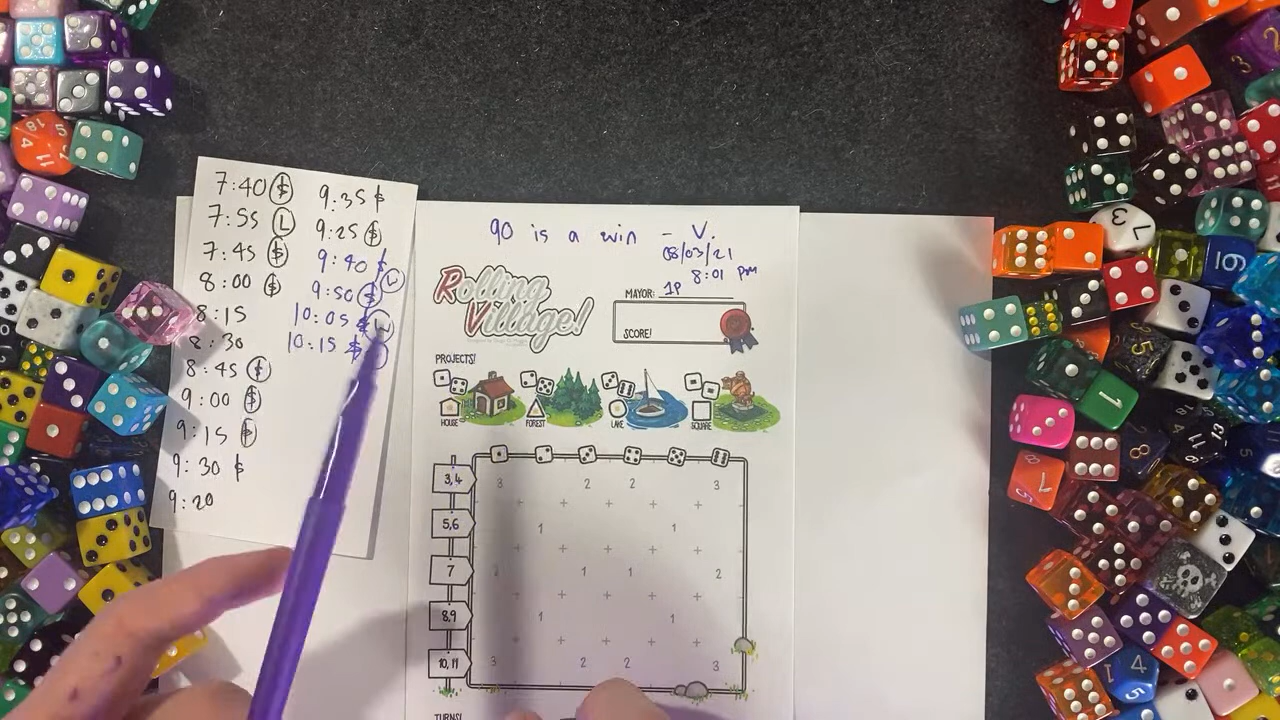 7:40 $
7:55 L
7:45 $
8:00 $
8:15
8:30
8:45 $
9:00 $
9:15 $
9:30 $
9:20
9:35 $
9:25 $
9:40 $
9:50 $ W
10:05 $ W
10:15 $
90 is a win - V.
08/03/21
8:01 pm
Rolling
Village!
MAYOR: 1P
SCORE!
PROJECTS!
HOUSE
FOREST
LAKE
SQUARE
3,4
3 2 2 3
5,6
1 1
7
1 1 2
8,9
1 1
10,11
3 2 2 3
TURNS!